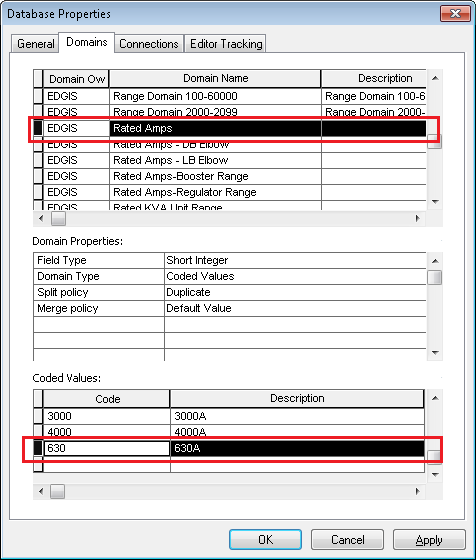 Database Properties
General Domains Connections Editor Tracking
Domain Ow Domain Name Description
EDGIS Range Domain 100-60000 Range Domain 100-6
EDGIS Range Domain 2000-2099 Range Domain 2000-
EDGIS Rated Amps
EDGIS Rated Amps - DB Elbow
EDGIS Rated Amps - LB Elbow
EDGIS Rated Amps-Booster Range
EDGIS Rated Amps-Regulator Range
EDGIS Rated KVA Unit Range
Domain Properties:
Field Type Short Integer
Domain Type Coded Values
Split policy Duplicate
Merge policy Default Value
Coded Values:
Code Description
3000 3000A
4000 4000A
630 630A
OK Cancel Apply